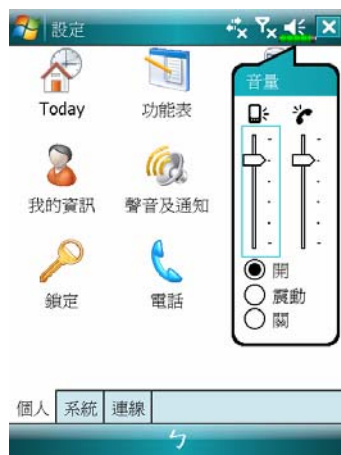 設定
音量
Today
功能表
我的資訊
聲音及通知
鎖定
電話
開
震動
關
個人
系統
連線
ㄅ